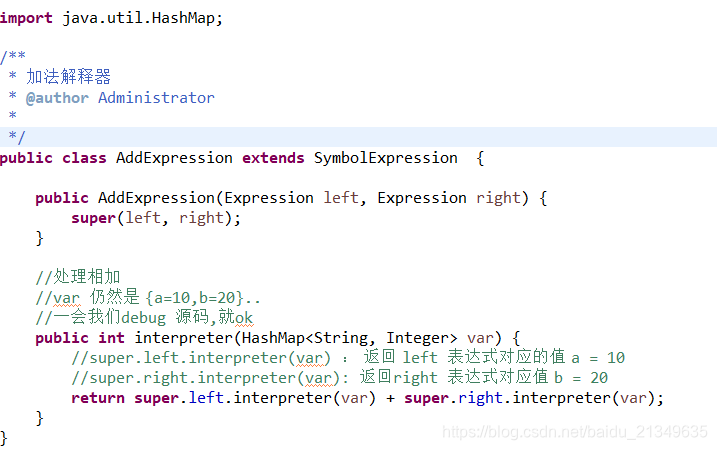 import java.util.HashMap;
/**
 * 加法解释器
 * @author Administrator
 *
 */
public class AddExpression extends SymbolExpression  {
    public AddExpression(Expression left, Expression right) {
        super(left, right);
    }
    //处理相加
    //var 仍然是 {a=10,b=20}..
    //一会我们debug 源码,就ok
    public int interpreter(HashMap<String, Integer> var) {
        //super.left.interpreter(var) ： 返回 left 表达式对应的值 a = 10
        //super.right.interpreter(var): 返回right 表达式对应值 b = 20
        return super.left.interpreter(var) + super.right.interpreter(var);
    }
}
https://blog.csdn.net/baidu_21349635